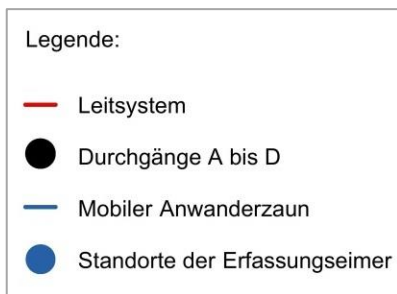 Legende:
Leitsystem
Durchgänge A bis D
Mobiler Anwanderzaun
Standorte der Erfassungseimer